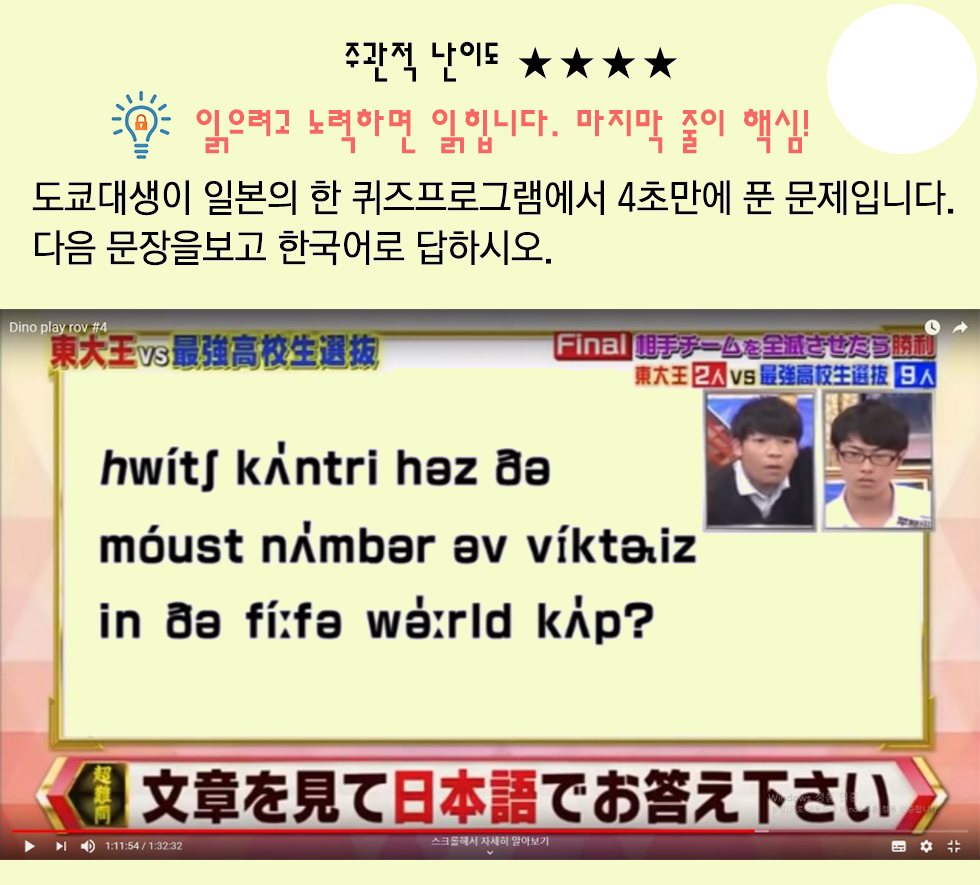 주관적 난이도 ★★★★
읽으려고 노력하면 읽힙니다. 마지막 줄이 핵심!
도쿄대생이 일본의 한 퀴즈프로그램에서 4초만에 푼 문제입니다.
다음 문장을보고 한국어로 답하시오.
Dino play rov #4
東大王 vs 最強高校生選抜
Final 相手チームを全滅させたら勝利
東大王 2人 vs 最強高校生選抜 9人
hwítʃ kʌ́ntri həz ðə
móust nʌ́mbər əv víktəɹiz
in ðə fíːfə wə́ːrld kʌ́p?
超難問
文章を見て日本語でお答え下さい
Windows 정품 인증
스크롤해서 자세히 알아보기
1:11:54 / 1:32:32